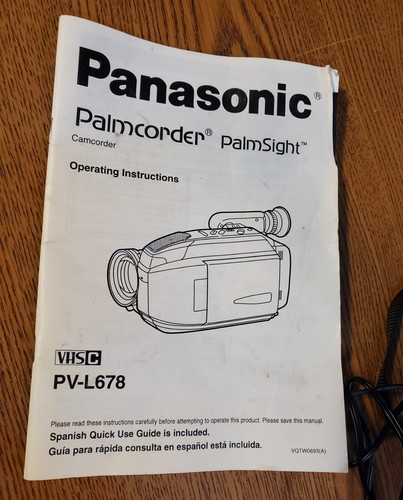 Panasonic®
Palmcorder® PalmSight™
Camcorder
Operating Instructions
VHS C
PV-L678
Please read these instructions carefully before attempting to operate this product. Please save this manual.
Spanish Quick Use Guide is included.
Guía para rápida consulta en español está incluida.
VQTW0693(A)